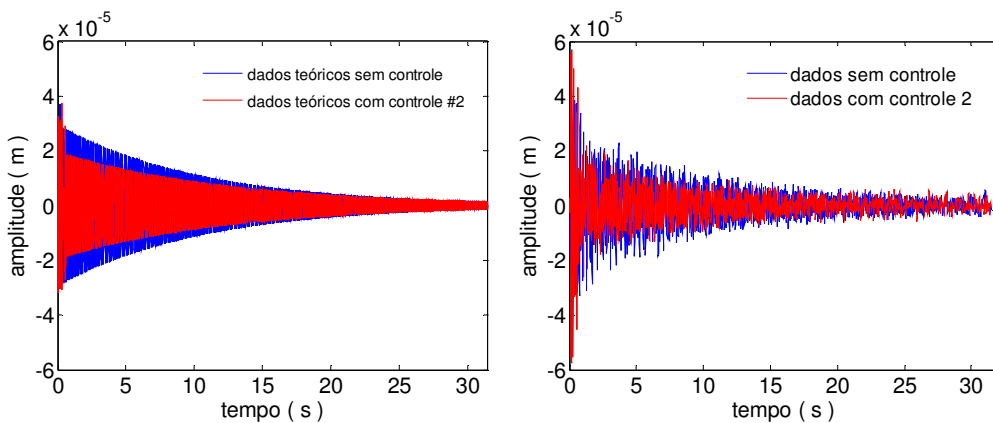 x 10^-5
6
4
2
0
-2
-4
-6
amplitude ( m )
dados teóricos sem controle
dados teóricos com controle #2
0 5 10 15 20 25 30
tempo ( s )
x 10^-5
6
4
2
0
-2
-4
-6
amplitude ( m )
dados sem controle
dados com controle 2
0 5 10 15 20 25 30
tempo ( s )